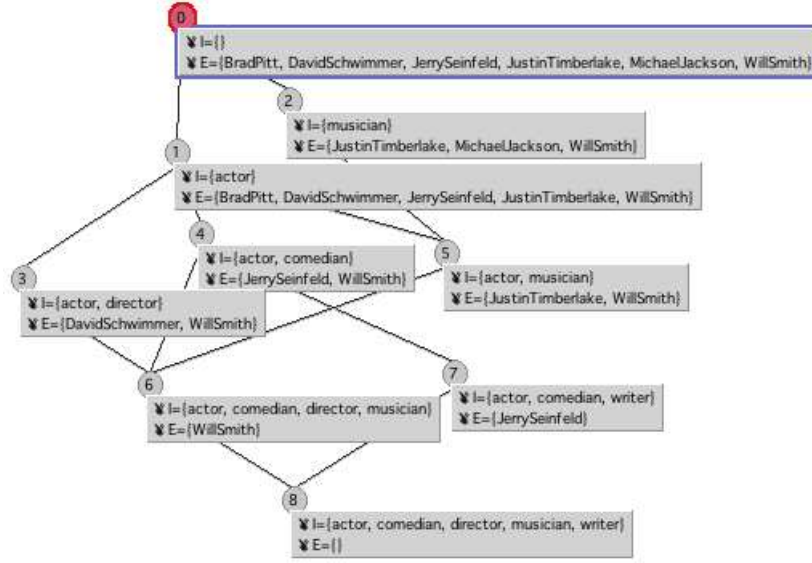 0
I={}
E={BradPitt, DavidSchwimmer, JerrySeinfeld, JustinTimberlake, MichaelJackson, WillSmith}
2
I={musician}
E={JustinTimberlake, MichaelJackson, WillSmith}
1
I={actor}
E={BradPitt, DavidSchwimmer, JerrySeinfeld, JustinTimberlake, WillSmith}
4
I={actor, comedian}
E={JerrySeinfeld, WillSmith}
5
I={actor, musician}
E={JustinTimberlake, WillSmith}
3
I={actor, director}
E={DavidSchwimmer, WillSmith}
6
I={actor, comedian, director, musician}
E={WillSmith}
7
I={actor, comedian, writer}
E={JerrySeinfeld}
8
I={actor, comedian, director, musician, writer}
E={}